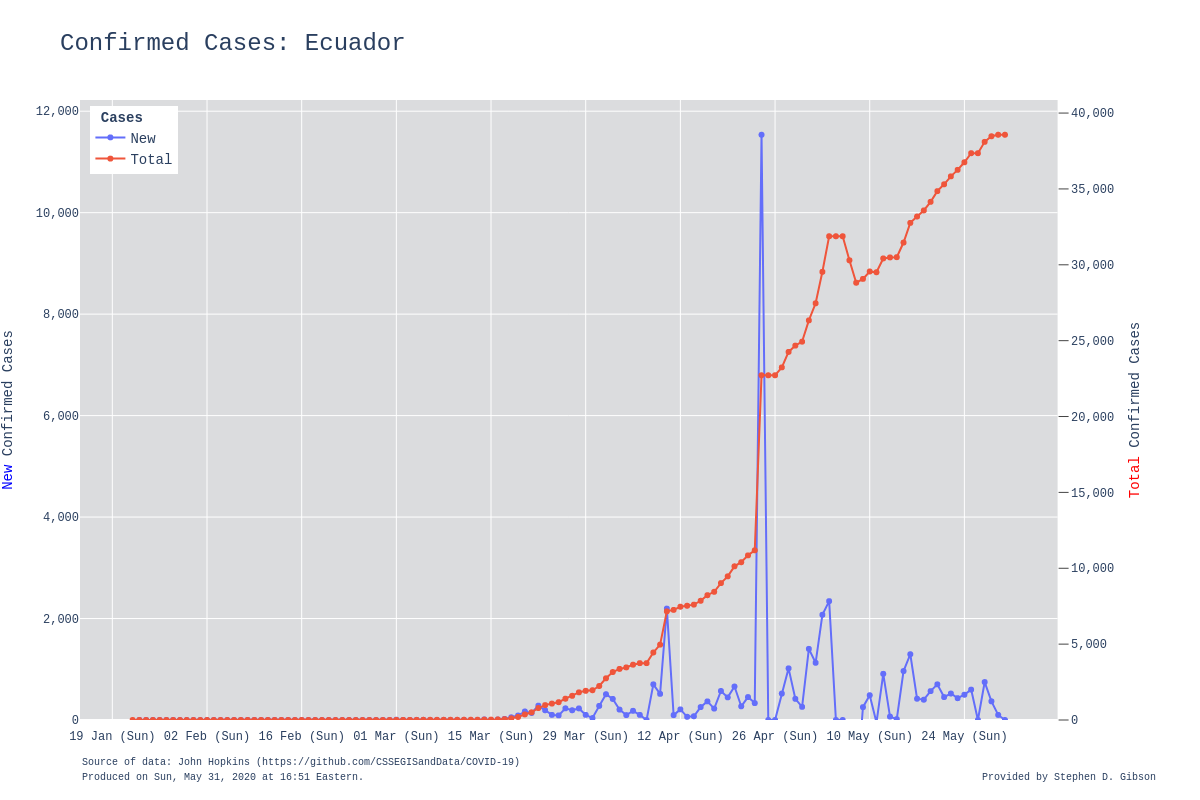 Confirmed Cases: Ecuador
Cases
New
Total
12,000
10,000
8,000
6,000
4,000
2,000
0
40,000
35,000
30,000
25,000
20,000
15,000
10,000
5,000
0
New Confirmed Cases
Total Confirmed Cases
19 Jan (Sun) 02 Feb (Sun) 16 Feb (Sun) 01 Mar (Sun) 15 Mar (Sun) 29 Mar (Sun) 12 Apr (Sun) 26 Apr (Sun) 10 May (Sun) 24 May (Sun)
Source of data: John Hopkins (https://github.com/CSSEGISandData/COVID-19)
Produced on Sun, May 31, 2020 at 16:51 Eastern.
Provided by Stephen D. Gibson